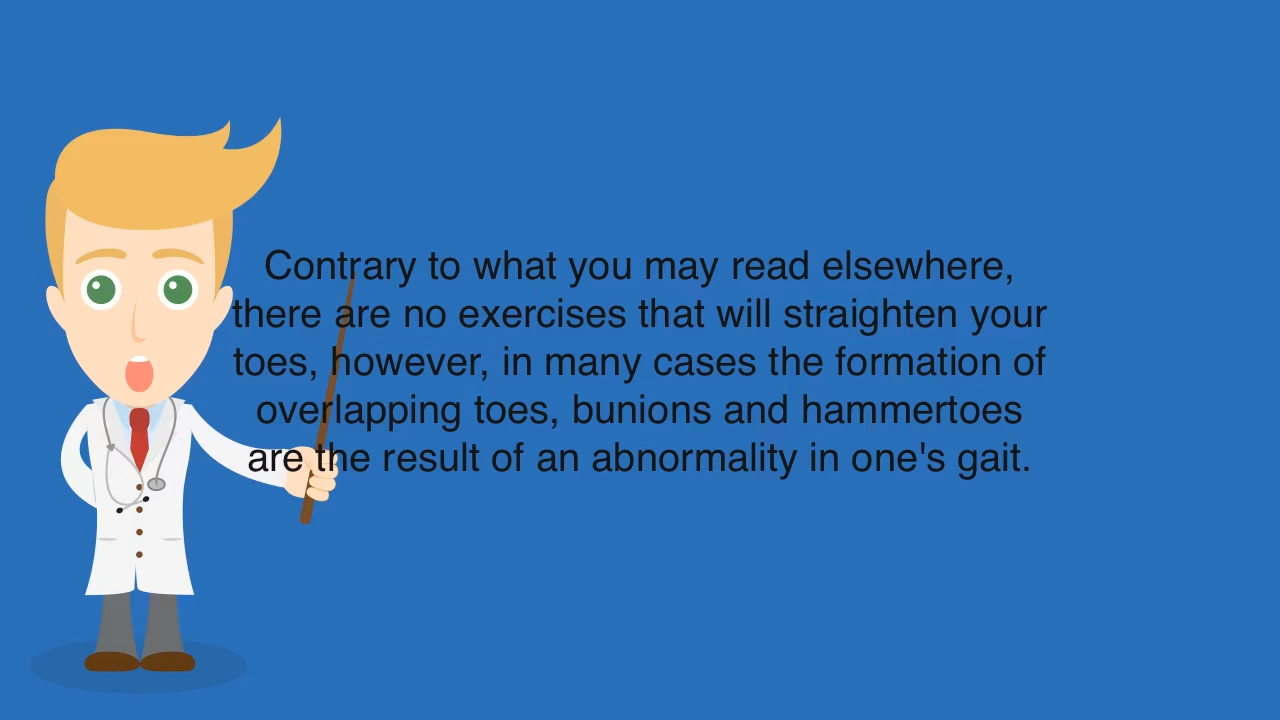 Contrary to what you may read elsewhere,
there are no exercises that will straighten your
toes, however, in many cases the formation of
overlapping toes, bunions and hammertoes
are the result of an abnormality in one's gait.